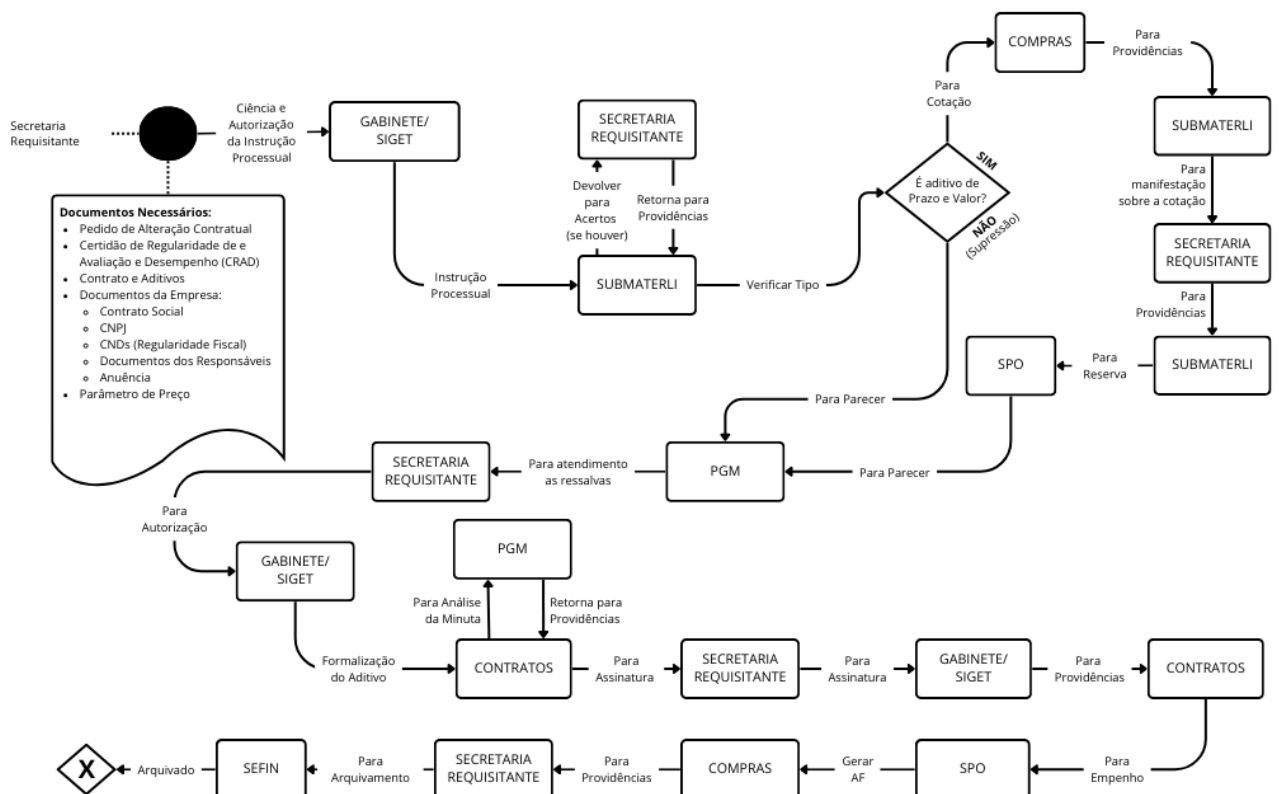 Secretaria
Requisitante
Ciência e
Autorização
da Instrução
Processual
GABINETE/
SIGET
Documentos Necessários:
Pedido de Alteração Contratual
Certidão de Regularidade de e
Avaliação e Desempenho (CRAD)
Contrato e Aditivos
Documentos da Empresa:
Contrato Social
CNPJ
CNDs (Regularidade Fiscal)
Documentos dos Responsáveis
Anuência
Parâmetro de Preço
Instrução
Processual
SECRETARIA
REQUISITANTE
Devolver
para
Acertos
(se houver)
Retorna para
Providências
SUBMATERLI
Verificar Tipo
É aditivo de
Prazo e Valor?
SIM
Para
Cotação
COMPRAS
Para
Providências
SUBMATERLI
Para
manifestação
sobre a cotação
SECRETARIA
REQUISITANTE
Para
Providências
SUBMATERLI
Para
Reserva
SPO
Para Parecer
NÃO
(Supressão)
Para Parecer
PGM
Para atendimento
as ressalvas
SECRETARIA
REQUISITANTE
Para
Autorização
GABINETE/
SIGET
Formalização
do Aditivo
PGM
Para Análise
da Minuta
Retorna para
Providências
CONTRATOS
Para
Assinatura
SECRETARIA
REQUISITANTE
Para
Assinatura
GABINETE/
SIGET
Para
Providências
CONTRATOS
Para
Empenho
SPO
Gerar
AF
COMPRAS
Para
Providências
SECRETARIA
REQUISITANTE
Para
Arquivamento
SEFIN
Arquivado
X